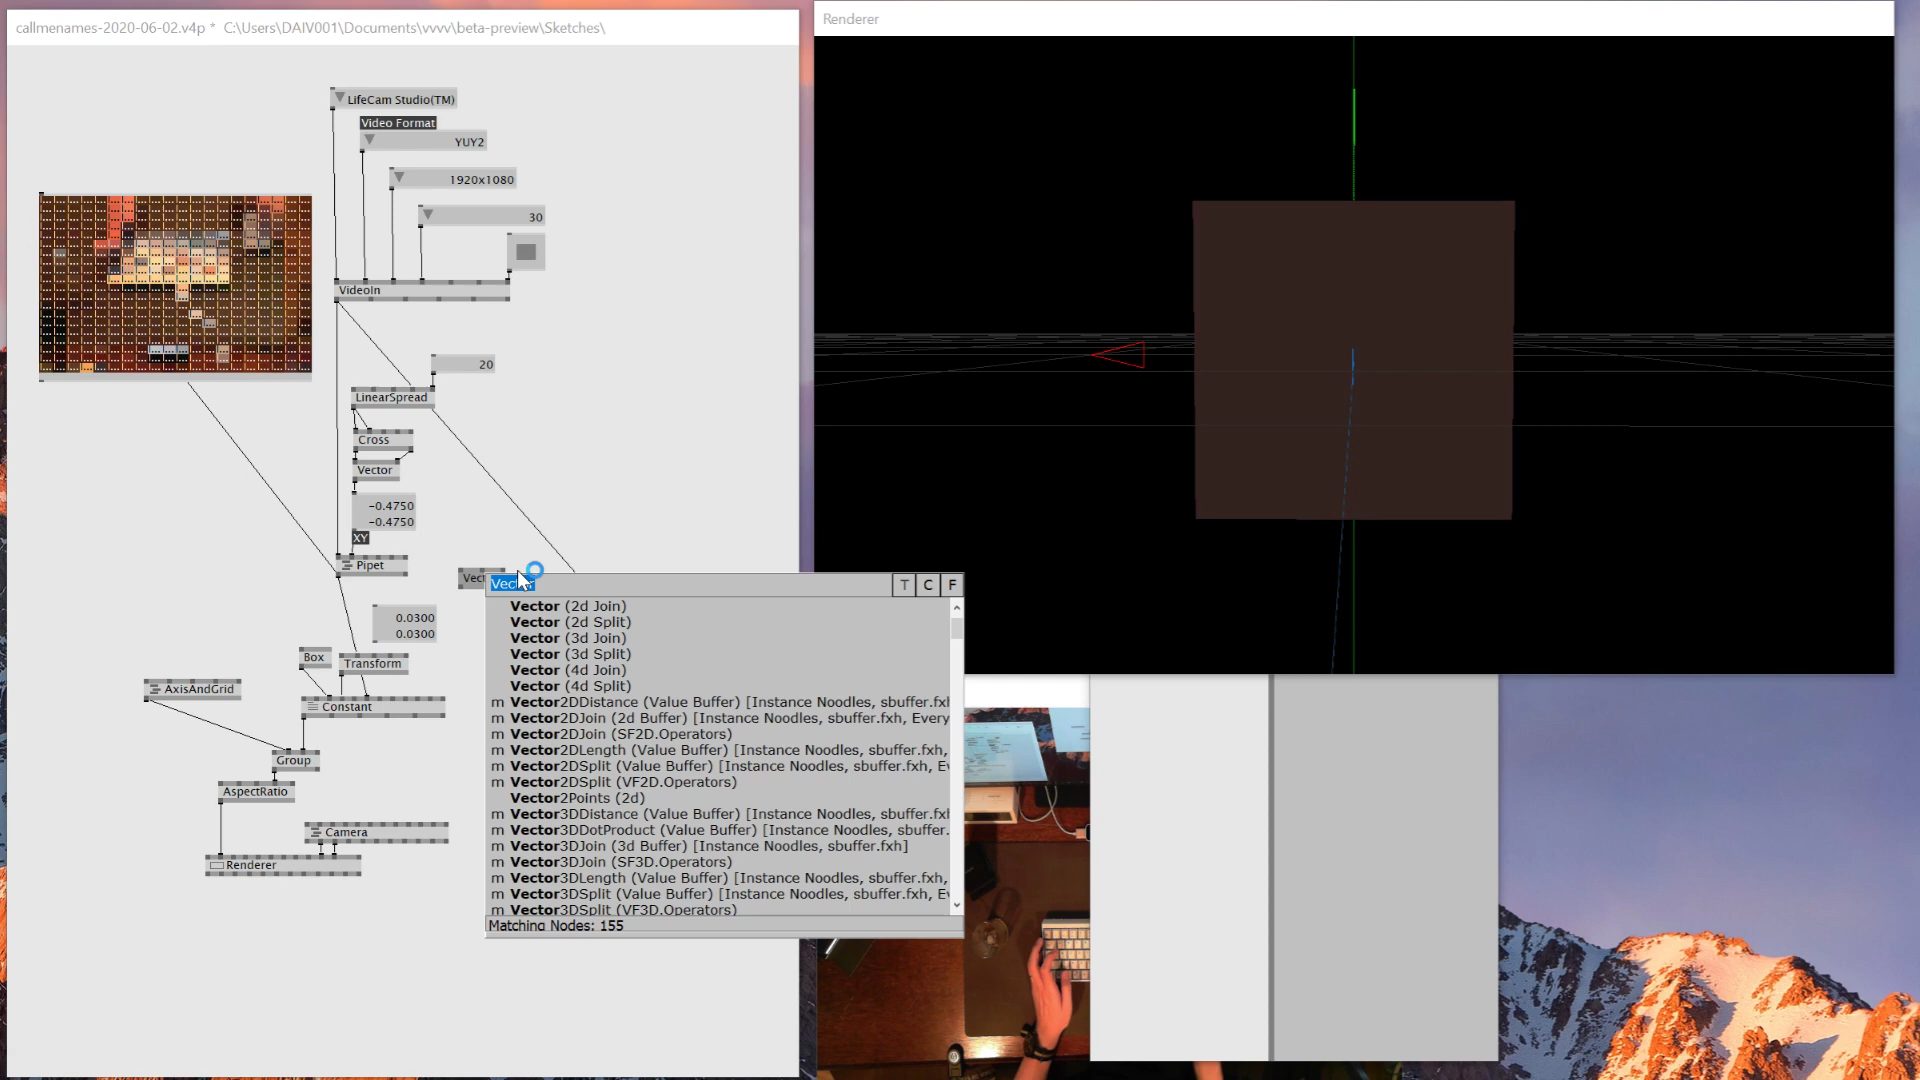 callmenames-2020-06-02.v4p * C:\Users\DAIV001\Documents\vvvv\beta-preview\Sketches\
Renderer
LifeCam Studio(TM)
Video Format
YUY2
1920x1080
30
VideoIn
20
LinearSpread
Cross
Vector
-0.4750
-0.4750
XY
Pipet
0.0300
0.0300
Box
Transform
AxisAndGrid
Constant
Group
AspectRatio
Camera
Renderer
Vector
T C F
Vector (2d Join)
Vector (2d Split)
Vector (3d Join)
Vector (3d Split)
Vector (4d Join)
Vector (4d Split)
m Vector2DDistance (Value Buffer) [Instance Noodles, sbuffer.fxh
m Vector2DJoin (2d Buffer) [Instance Noodles, sbuffer.fxh, Every
m Vector2DJoin (SF2D.Operators)
m Vector2DLength (Value Buffer) [Instance Noodles, sbuffer.fxh,
m Vector2DSplit (Value Buffer) [Instance Noodles, sbuffer.fxh, Ev
m Vector2DSplit (VF2D.Operators)
Vector2Points (2d)
m Vector3DDistance (Value Buffer) [Instance Noodles, sbuffer.fxh
m Vector3DDotProduct (Value Buffer) [Instance Noodles, sbuffer.
m Vector3DJoin (3d Buffer) [Instance Noodles, sbuffer.fxh]
m Vector3DJoin (SF3D.Operators)
m Vector3DLength (Value Buffer) [Instance Noodles, sbuffer.fxh,
m Vector3DSplit (Value Buffer) [Instance Noodles, sbuffer.fxh, Ev
m Vector3DSplit (VF3D.Operators)
Matching Nodes: 155